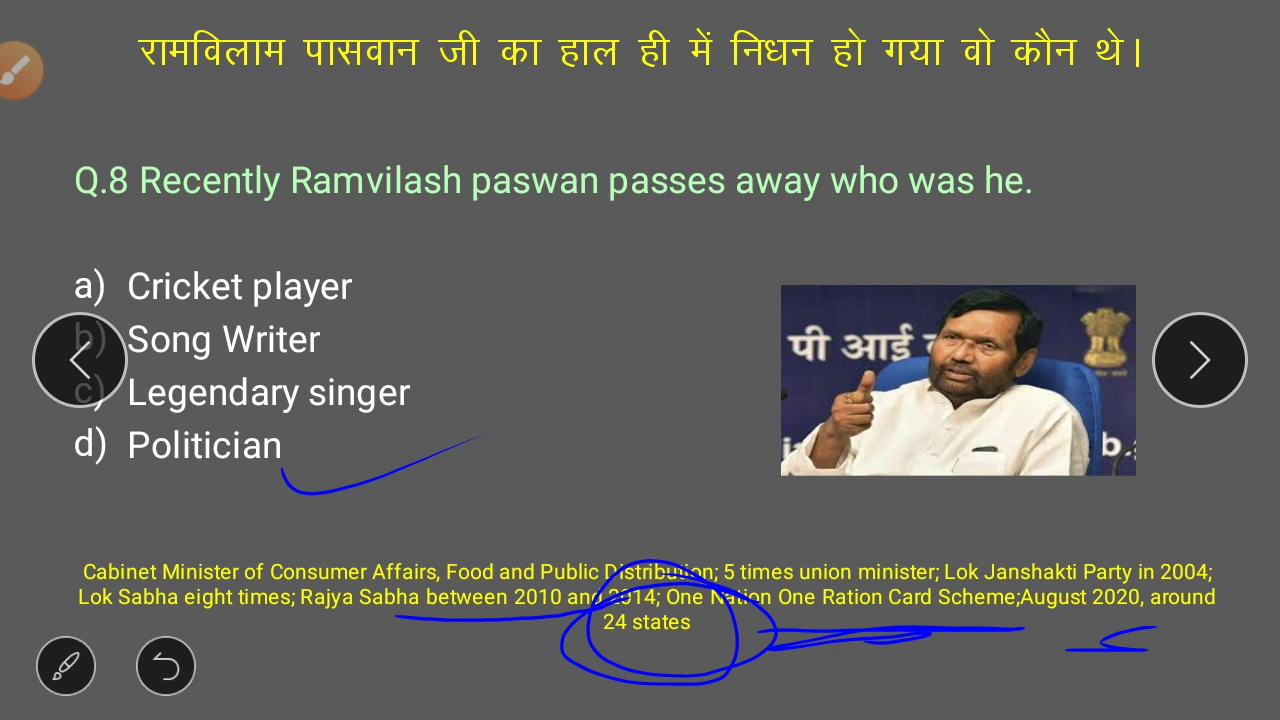 रामविलाम पासवान जी का हाल ही में निधन हो गया वो कौन थे।
Q.8 Recently Ramvilash paswan passes away who was he.
a) Cricket player
b) Song Writer
c) Legendary singer
d) Politician
पी आई
b.
Cabinet Minister of Consumer Affairs, Food and Public Distribution; 5 times union minister; Lok Janshakti Party in 2004;
Lok Sabha eight times; Rajya Sabha between 2010 and 2014; One Nation One Ration Card Scheme;August 2020, around
24 states